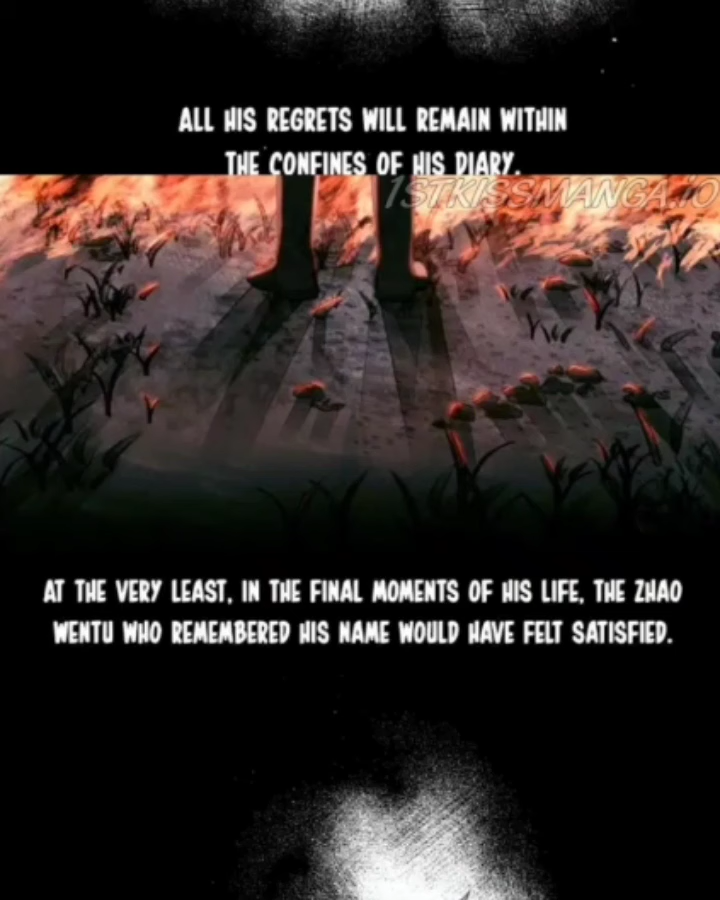 ALL HIS REGRETS WILL REMAIN WITHIN
THE CONFINES OF HIS DIARY.
1STKISSMANGA.IO
AT THE VERY LEAST, IN THE FINAL MOMENTS OF HIS LIFE, THE ZHAO
WENTU WHO REMEMBERED HIS NAME WOULD HAVE FELT SATISFIED.